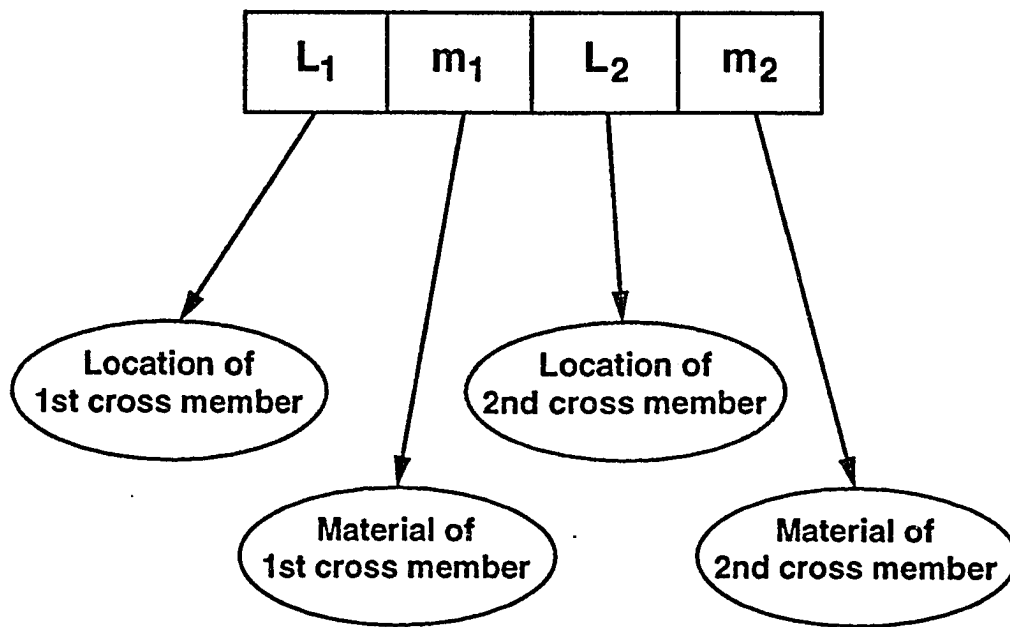 L₁ m₁ L₂ m₂
Location of
1st cross member
Location of
2nd cross member
Material of
1st cross member
Material of
2nd cross member